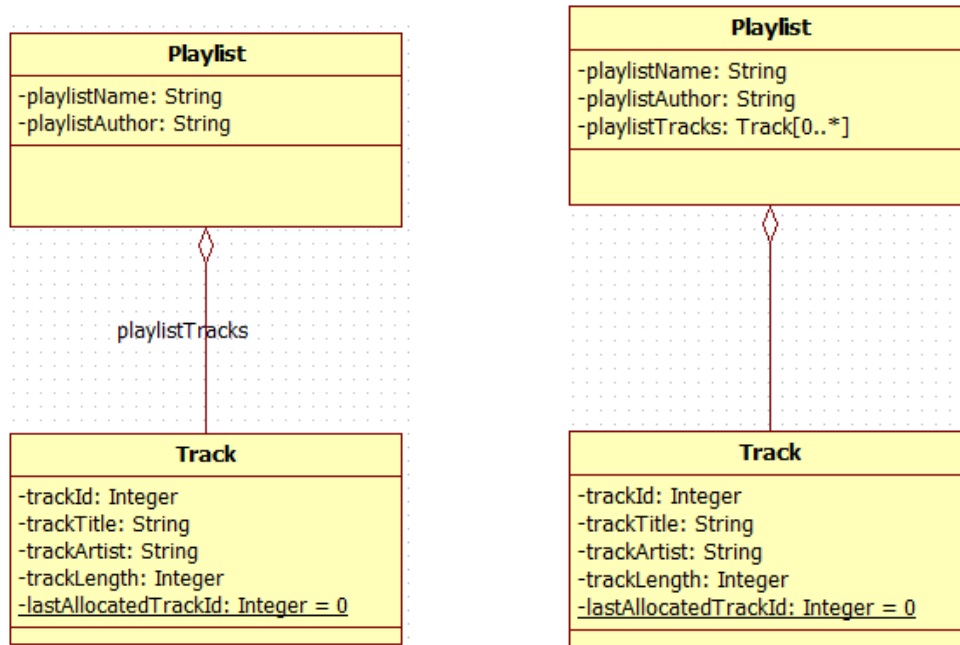 Playlist
-playlistName: String
-playlistAuthor: String
playlistTracks
Track
-trackId: Integer
-trackTitle: String
-trackArtist: String
-trackLength: Integer
-lastAllocatedTrackId: Integer = 0
Playlist
-playlistName: String
-playlistAuthor: String
-playlistTracks: Track[0..*]
Track
-trackId: Integer
-trackTitle: String
-trackArtist: String
-trackLength: Integer
-lastAllocatedTrackId: Integer = 0